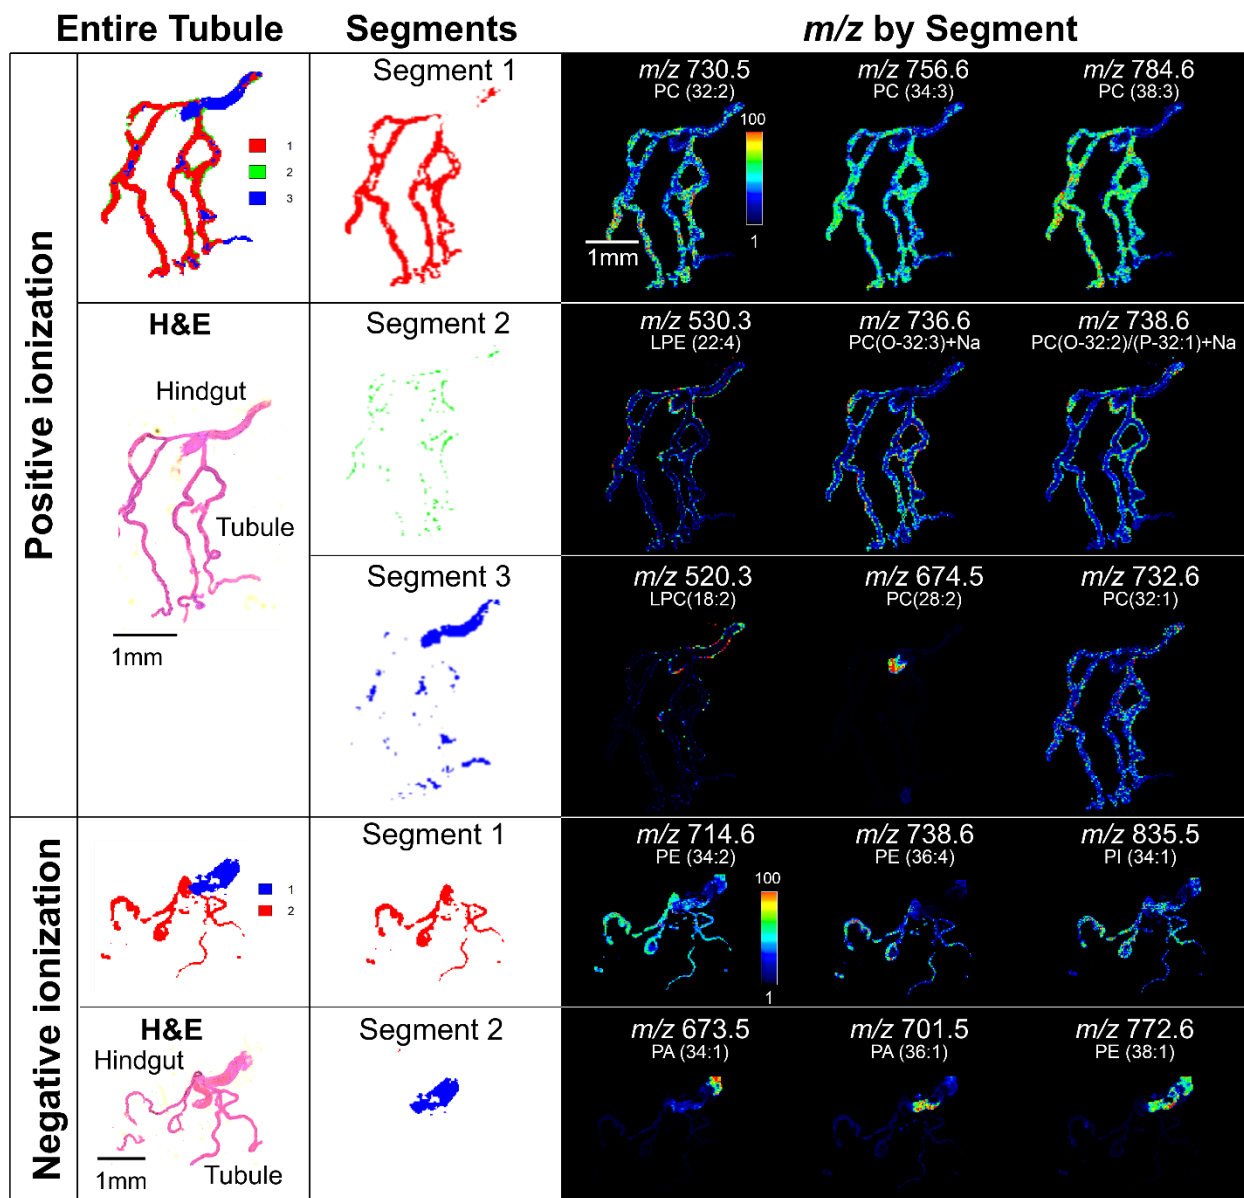 Entire Tubule
Segments
m/z by Segment
Positive ionization
1
2
3
Segment 1
m/z 730.5
PC (32:2)
100
1
1mm
m/z 756.6
PC (34:3)
m/z 784.6
PC (38:3)
H&E
Hindgut
Tubule
1mm
Segment 2
m/z 530.3
LPE (22:4)
m/z 736.6
PC(O-32:3)+Na
m/z 738.6
PC(O-32:2)/(P-32:1)+Na
Segment 3
m/z 520.3
LPC(18:2)
m/z 674.5
PC(28:2)
m/z 732.6
PC(32:1)
Negative ionization
1
2
Segment 1
m/z 714.6
PE (34:2)
100
1
m/z 738.6
PE (36:4)
m/z 835.5
PI (34:1)
H&E
Hindgut
Tubule
1mm
Segment 2
m/z 673.5
PA (34:1)
m/z 701.5
PA (36:1)
m/z 772.6
PE (38:1)